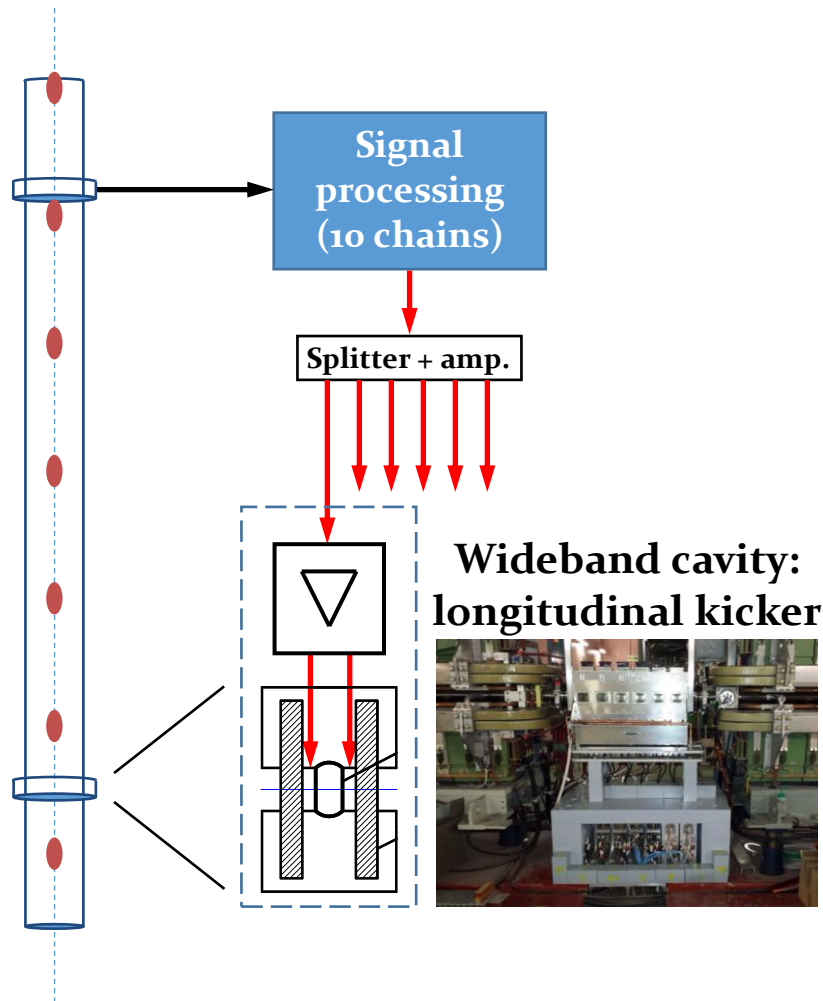 Signal
processing
(10 chains)
Splitter + amp.
Wideband cavity:
longitudinal kicker